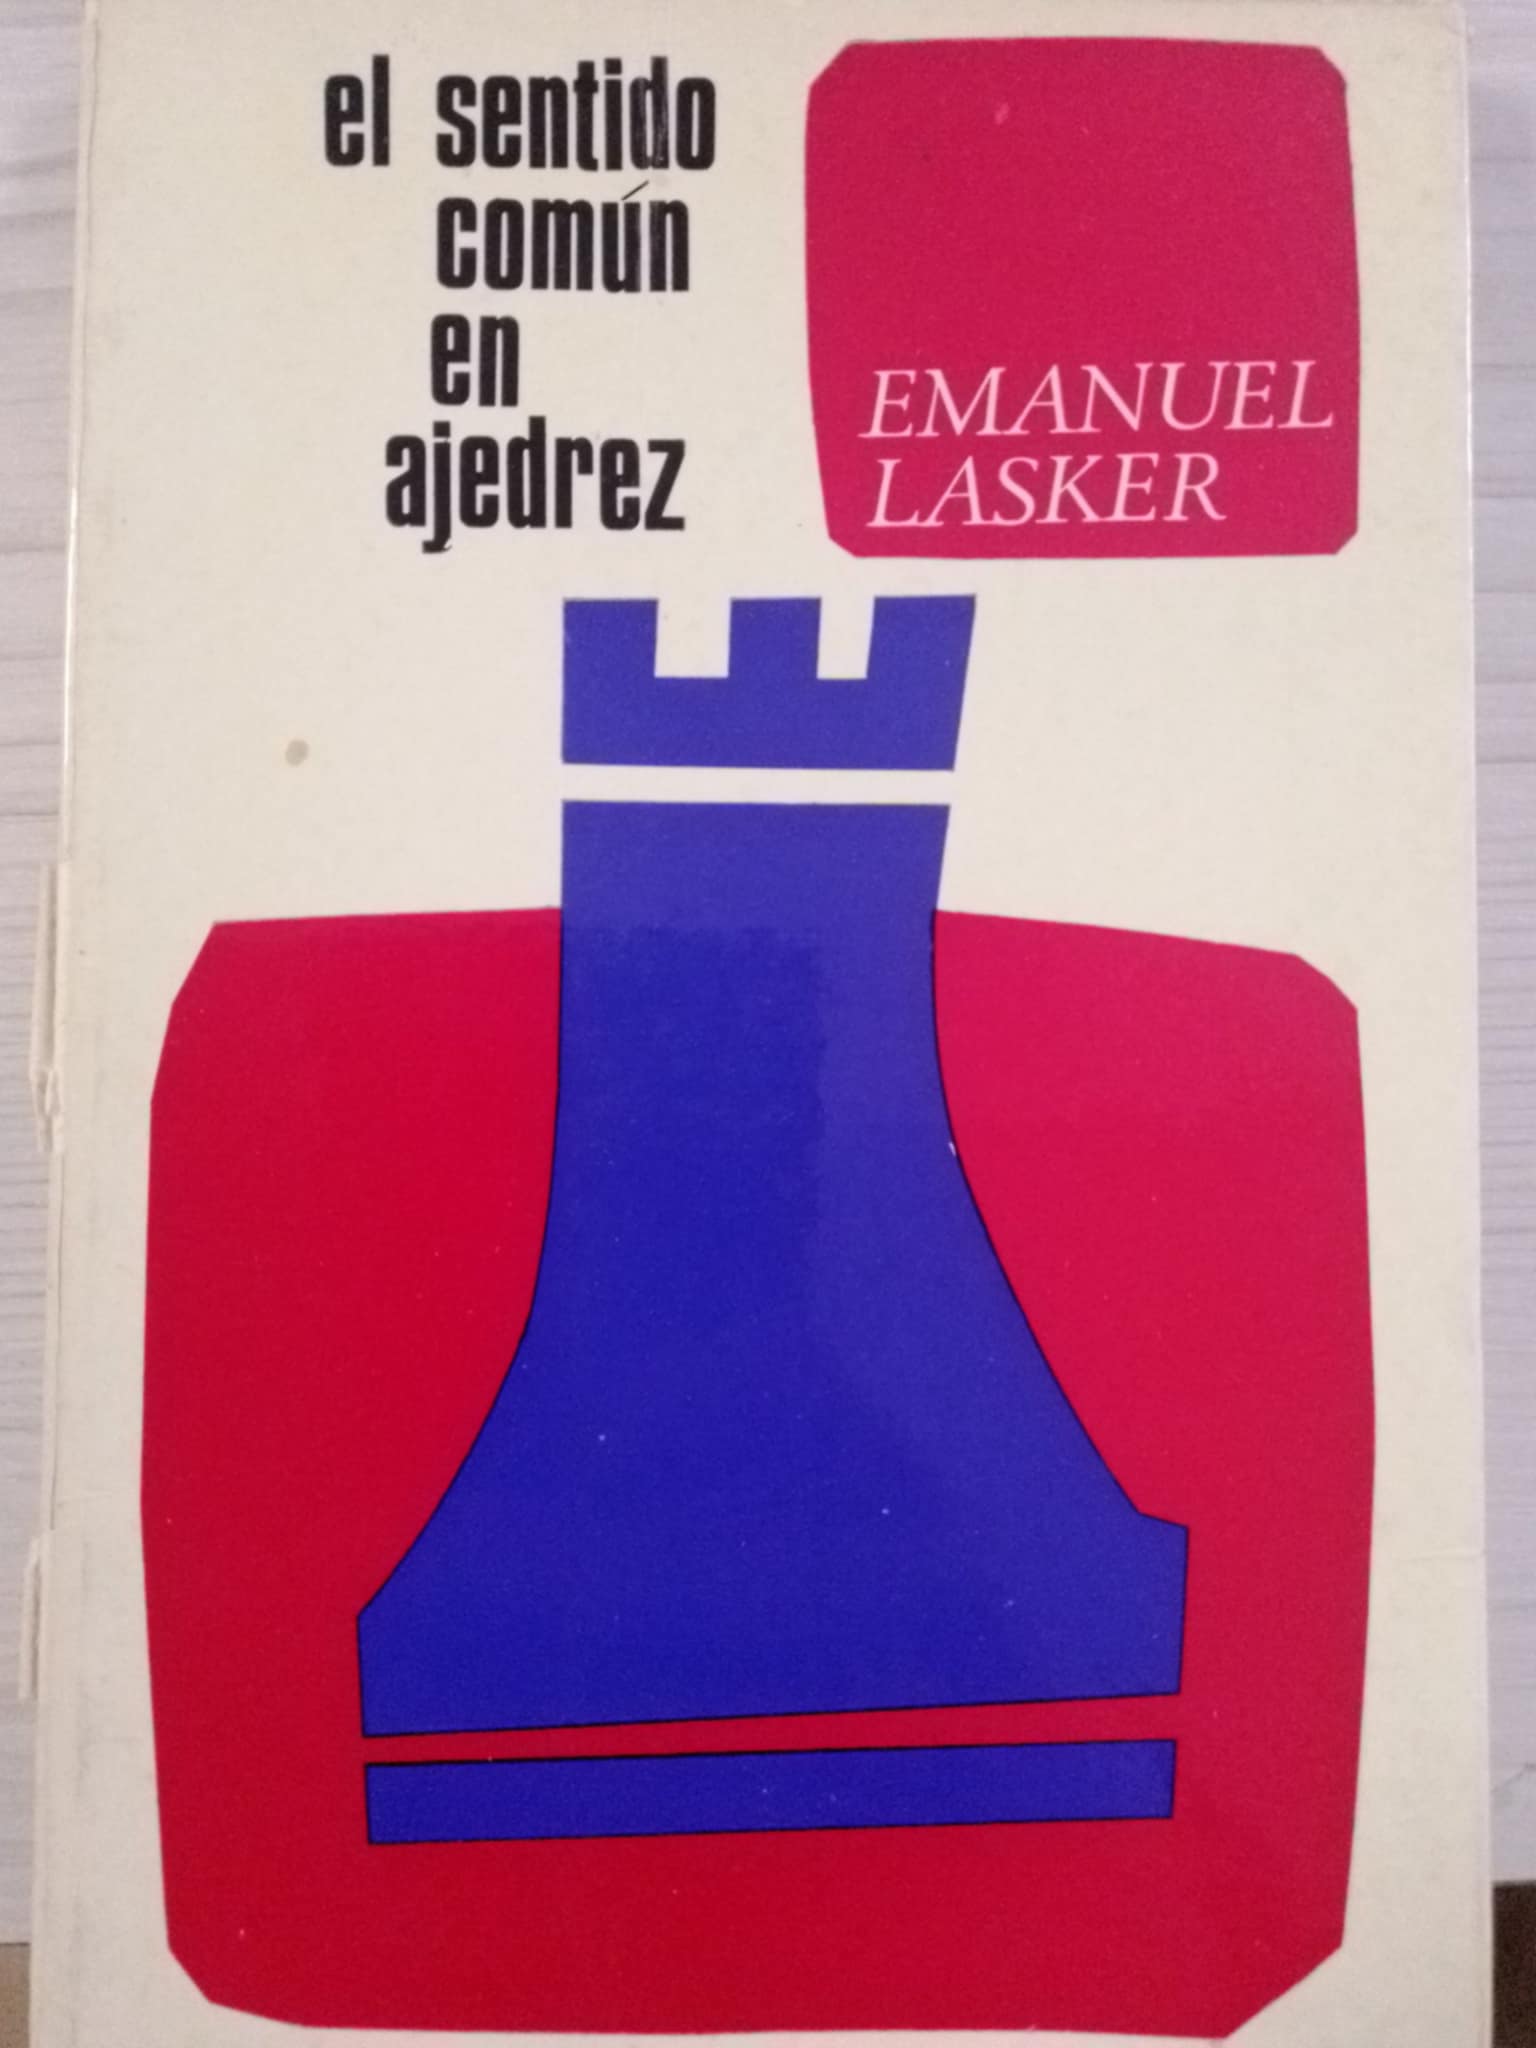 el sentido
común
en
ajedrez
EMANUEL
LASKER